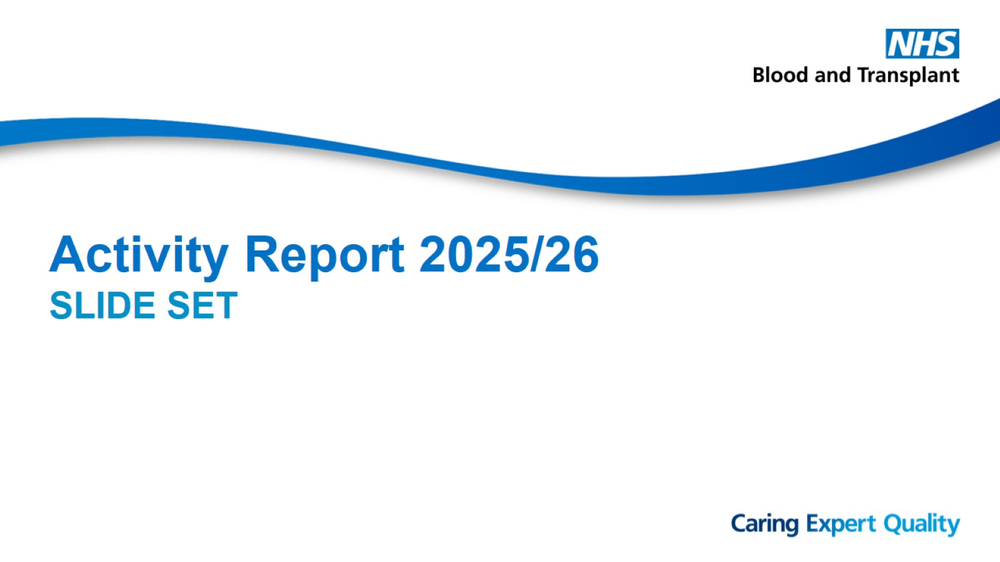 NHS
Blood and Transplant
Activity Report 2025/26
SLIDE SET
Caring Expert Quality